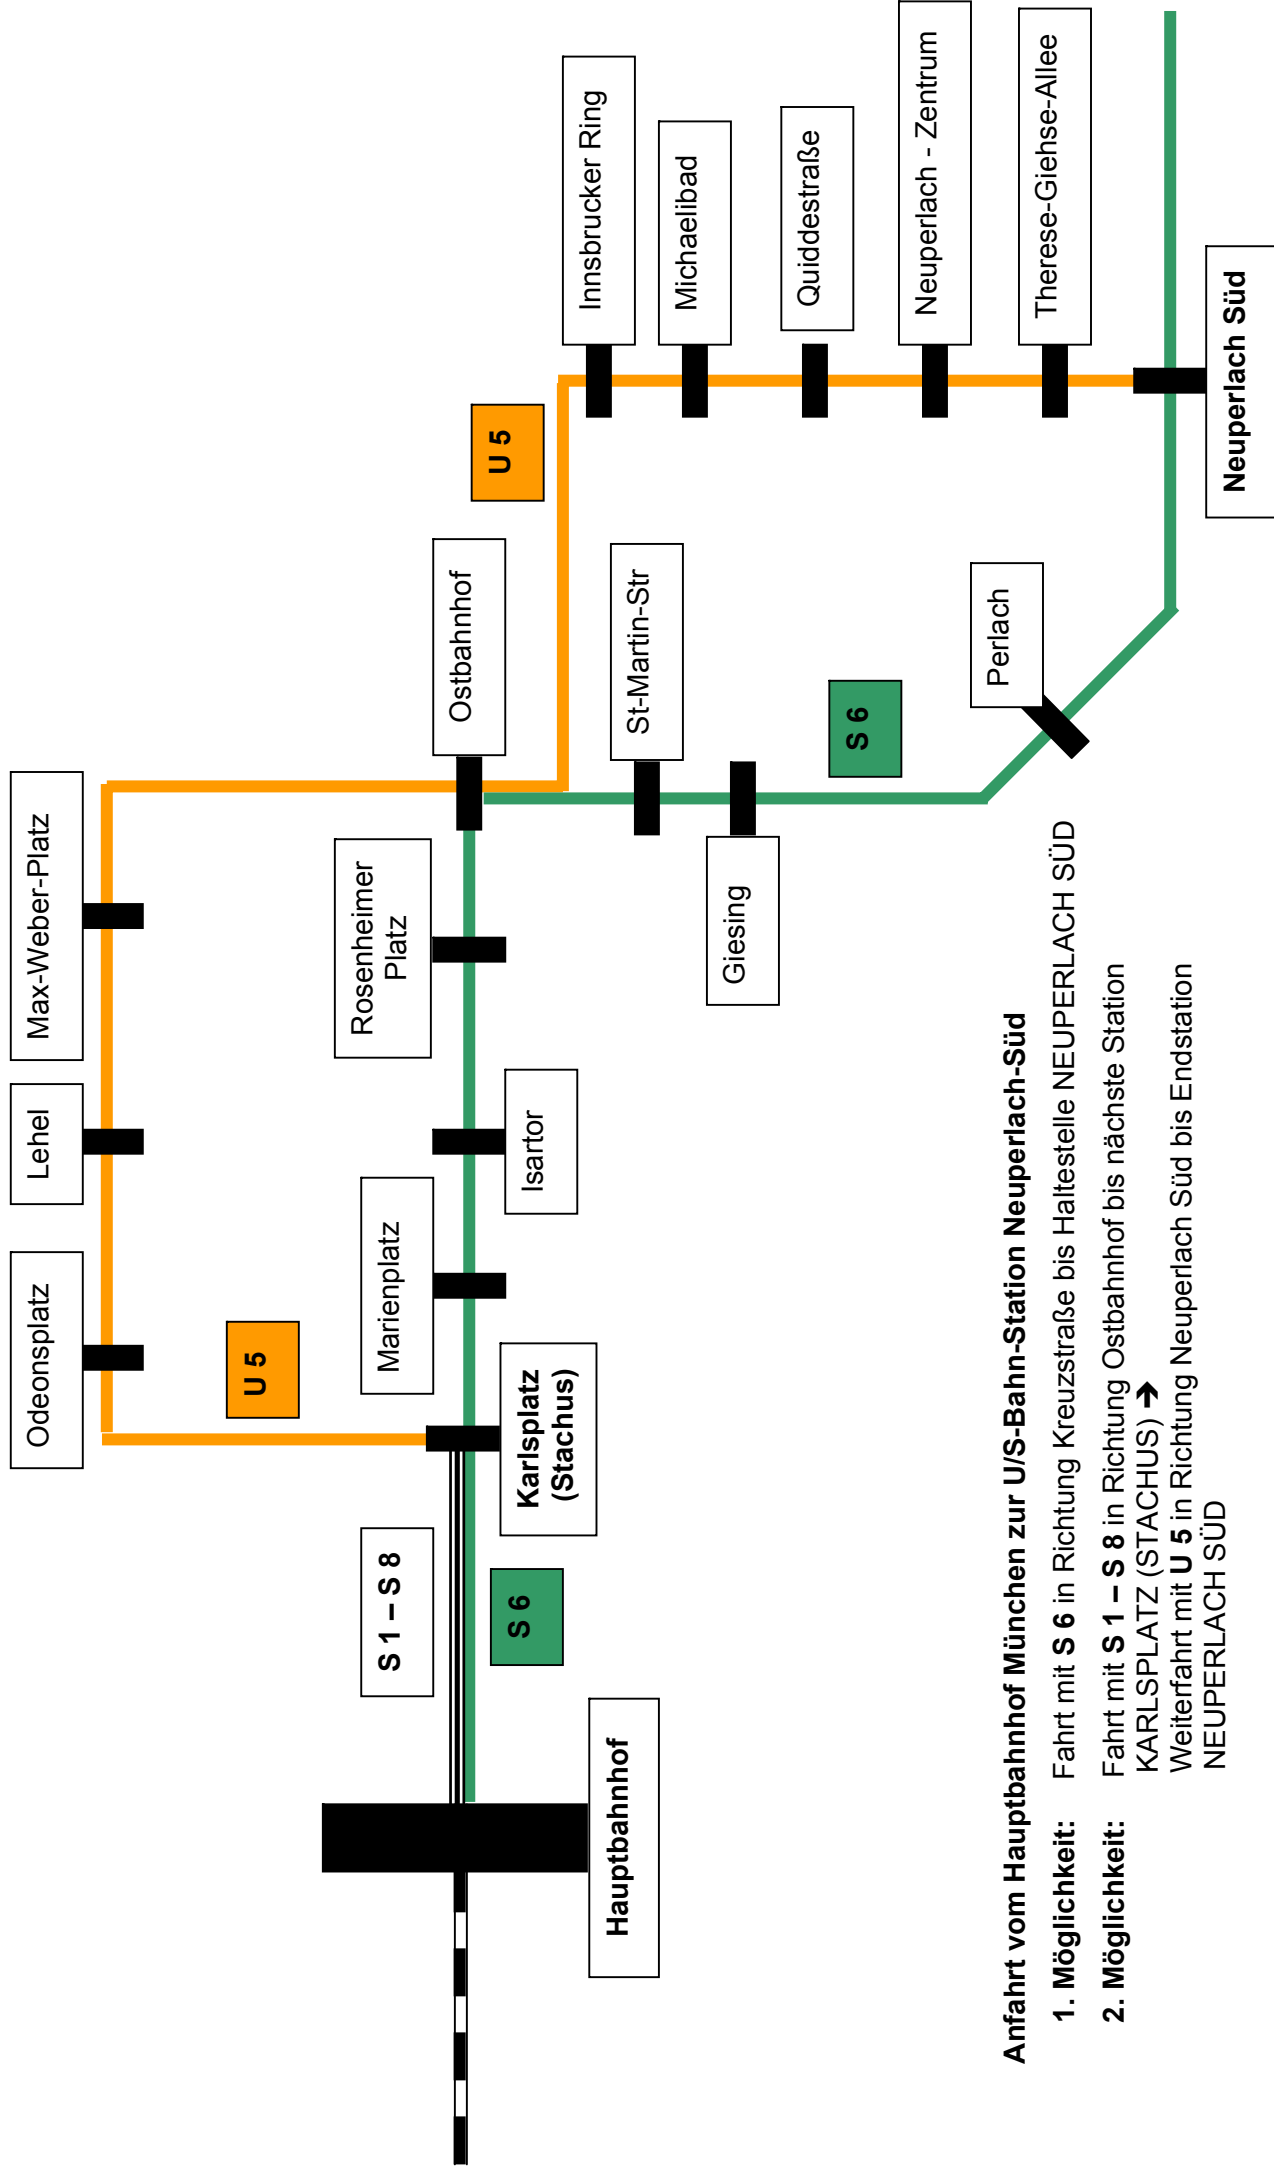 Odeonsplatz
Lehel
Max-Weber-Platz
U 5
S 1 – S 8
Marienplatz
Rosenheimer
Platz
Ostbahnhof
U 5
Innsbrucker Ring
S 6
Karlsplatz
(Stachus)
Isartor
Hauptbahnhof
St-Martin-Str
Michaelibad
Giesing
Quiddestraße
S 6
Neuperlach - Zentrum
Perlach
Therese-Giehse-Allee
Neuperlach Süd
Anfahrt vom Hauptbahnhof München zur U/S-Bahn-Station Neuperlach-Süd
1. Möglichkeit: Fahrt mit S 6 in Richtung Kreuzstraße bis Haltestelle NEUPERLACH SÜD
2. Möglichkeit: Fahrt mit S 1 – S 8 in Richtung Ostbahnhof bis nächste Station
KARLSPLATZ (STACHUS) ➔
Weiterfahrt mit U 5 in Richtung Neuperlach Süd bis Endstation
NEUPERLACH SÜD